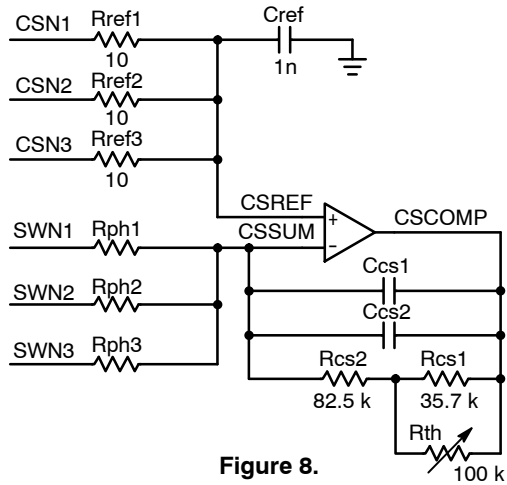 CSN1 Rref1 Cref
10 1n
CSN2 Rref2
10
CSN3 Rref3
10
CSREF +
CSSUM − CSCOMP
SWN1 Rph1
Ccs1
SWN2 Rph2
Ccs2
SWN3 Rph3
Rcs2 Rcs1
82.5 k 35.7 k
Rth
100 k
Figure 8.